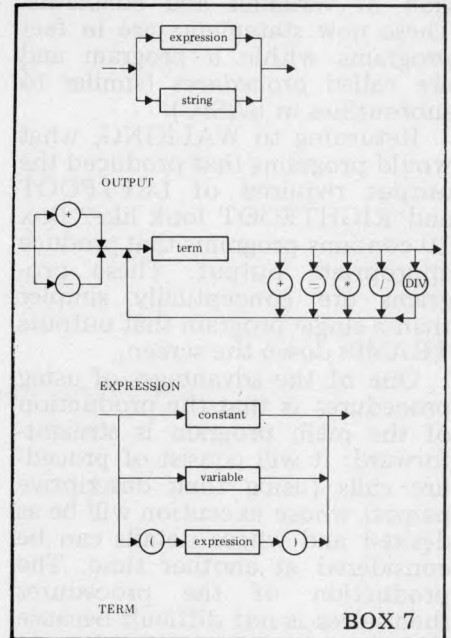 expression
string
OUTPUT
+
term
−
+ − * / DIV
EXPRESSION
constant
variable
( expression )
TERM
BOX 7